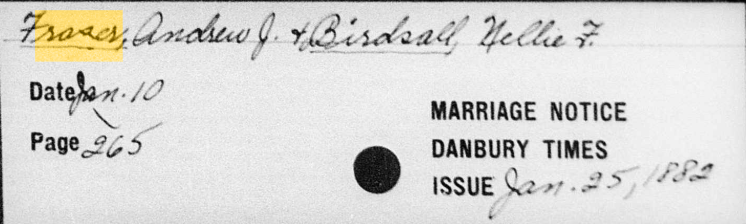 Fraser, Andrew J. & Birdsall, Nellie F.
Date Jan. 10
Page 265
MARRIAGE NOTICE
DANBURY TIMES
ISSUE Jan. 25, 1882